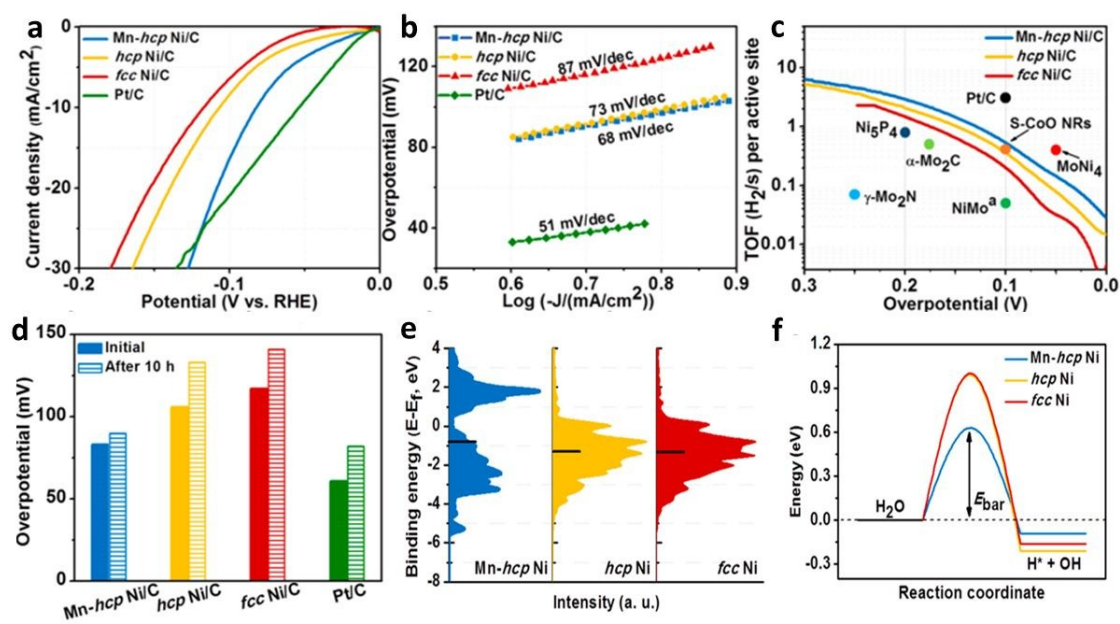 a
Current density (mA/cm²)
0
-10
-20
-30
Mn-hcp Ni/C
hcp Ni/C
fcc Ni/C
Pt/C
-0.2
-0.1
0.0
Potential (V vs. RHE)
b
Overpotential (mV)
120
80
40
Mn-hcp Ni/C
hcp Ni/C
fcc Ni/C
Pt/C
87 mV/dec
73 mV/dec
68 mV/dec
51 mV/dec
0.5
0.6
0.7
0.8
0.9
Log (-J/(mA/cm²))
c
TOF (H₂/s) per active site
10
1
0.1
0.01
Mn-hcp Ni/C
hcp Ni/C
fcc Ni/C
Pt/C
S-CoO NRs
Ni₅P₄
α-Mo₂C
MoNi₄
γ-Mo₂N
NiMoᵃ
0.3
0.2
0.1
0.0
Overpotential (V)
d
Overpotential (mV)
150
100
50
0
Initial
After 10 h
Mn-hcp Ni/C
hcp Ni/C
fcc Ni/C
Pt/C
e
Binding energy (E-Ef, eV)
4
2
0
-2
-4
-6
-8
Mn-hcp Ni
hcp Ni
fcc Ni
Intensity (a. u.)
f
Energy (eV)
1.2
0.9
0.6
0.3
0.0
-0.3
Mn-hcp Ni
hcp Ni
fcc Ni
H₂O
Ebar
H* + OH
Reaction coordinate